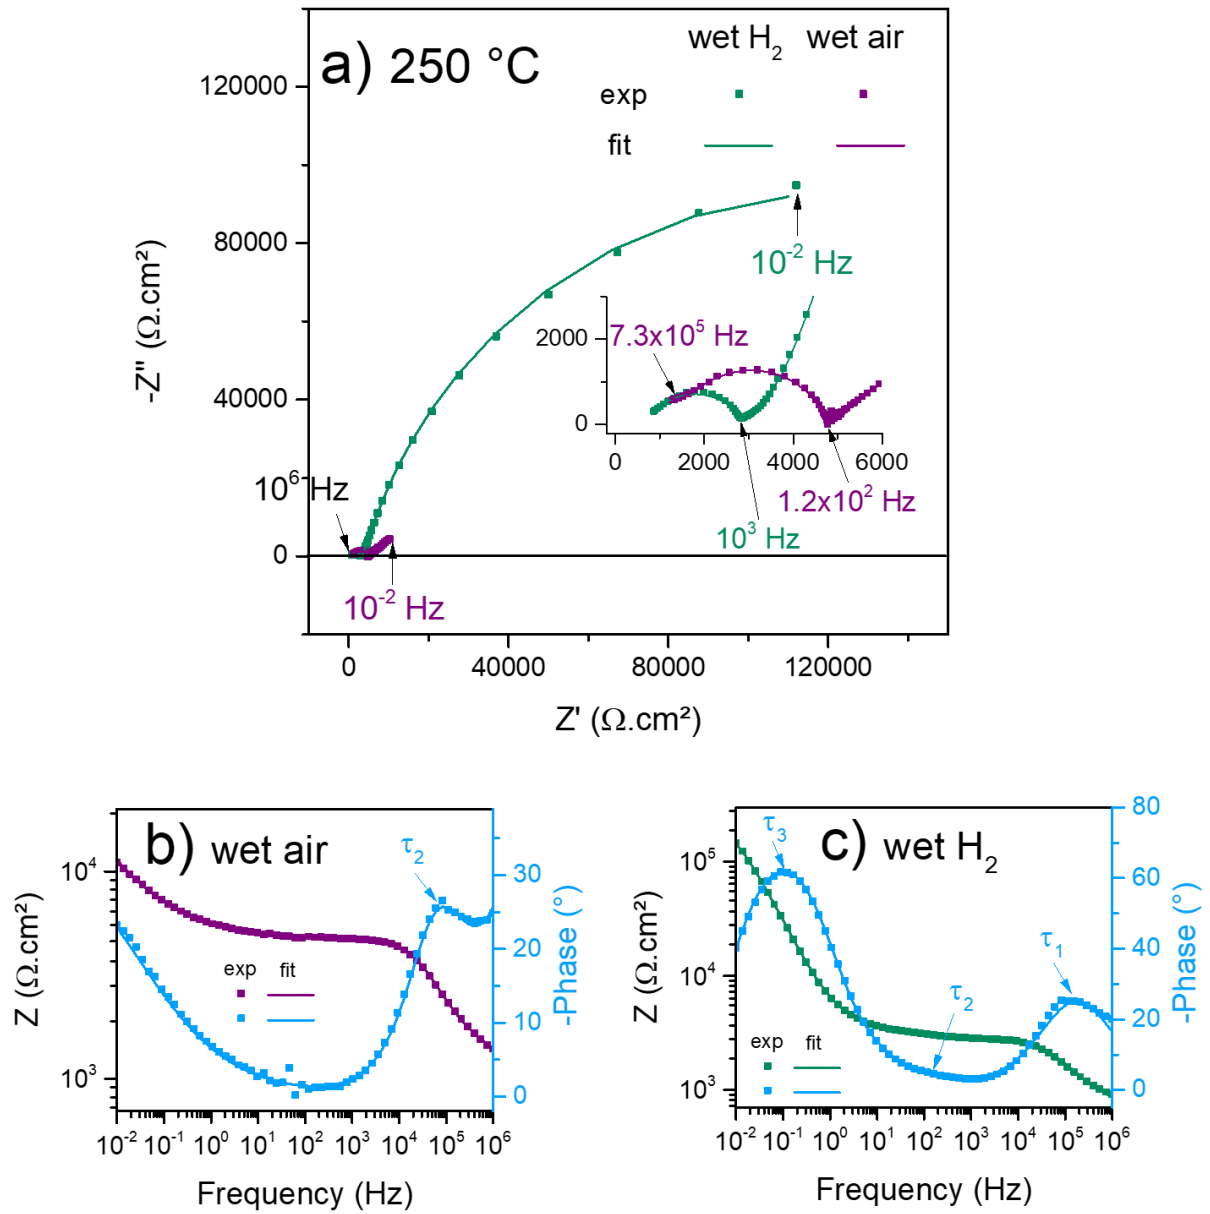 a) 250 °C
wet H₂ wet air
exp
fit
120000
80000
40000
0
-Z'' (Ω.cm²)
10⁻² Hz
2000
0
7.3x10⁵ Hz
0 2000 4000 6000
1.2x10² Hz
10³ Hz
10⁶ Hz
10⁻² Hz
0 40000 80000 120000
Z' (Ω.cm²)
b) wet air
τ₂
10⁴
10³
Z (Ω.cm²)
exp fit
30
20
10
0
-Phase (°)
10⁻² 10⁻¹ 10⁰ 10¹ 10² 10³ 10⁴ 10⁵ 10⁶
Frequency (Hz)
c) wet H₂
τ₃
τ₂
τ₁
10⁵
10⁴
10³
Z (Ω.cm²)
exp fit
80
60
40
20
0
-Phase (°)
10⁻² 10⁻¹ 10⁰ 10¹ 10² 10³ 10⁴ 10⁵ 10⁶
Frequency (Hz)